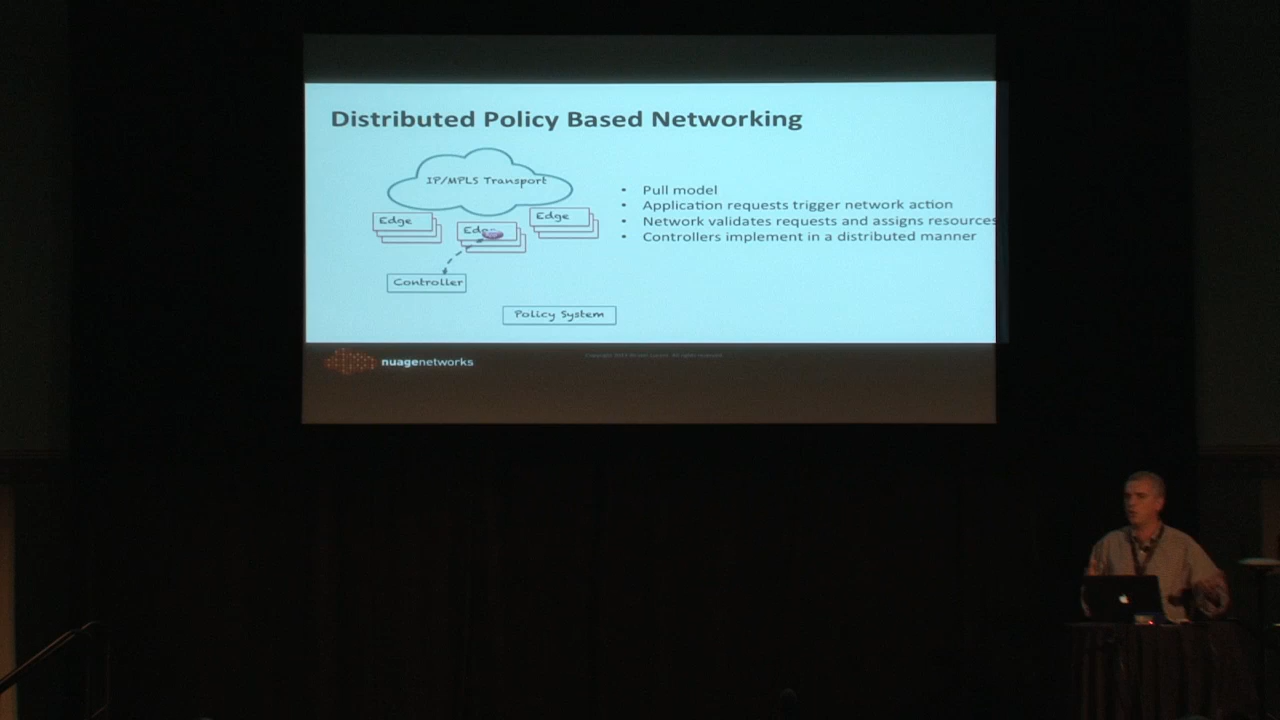 Distributed Policy Based Networking
IP/MPLS Transport
Edge
Edge
Edge
Controller
Policy System
• Pull model
• Application requests trigger network action
• Network validates requests and assigns resources
• Controllers implement in a distributed manner
nuagenetworks